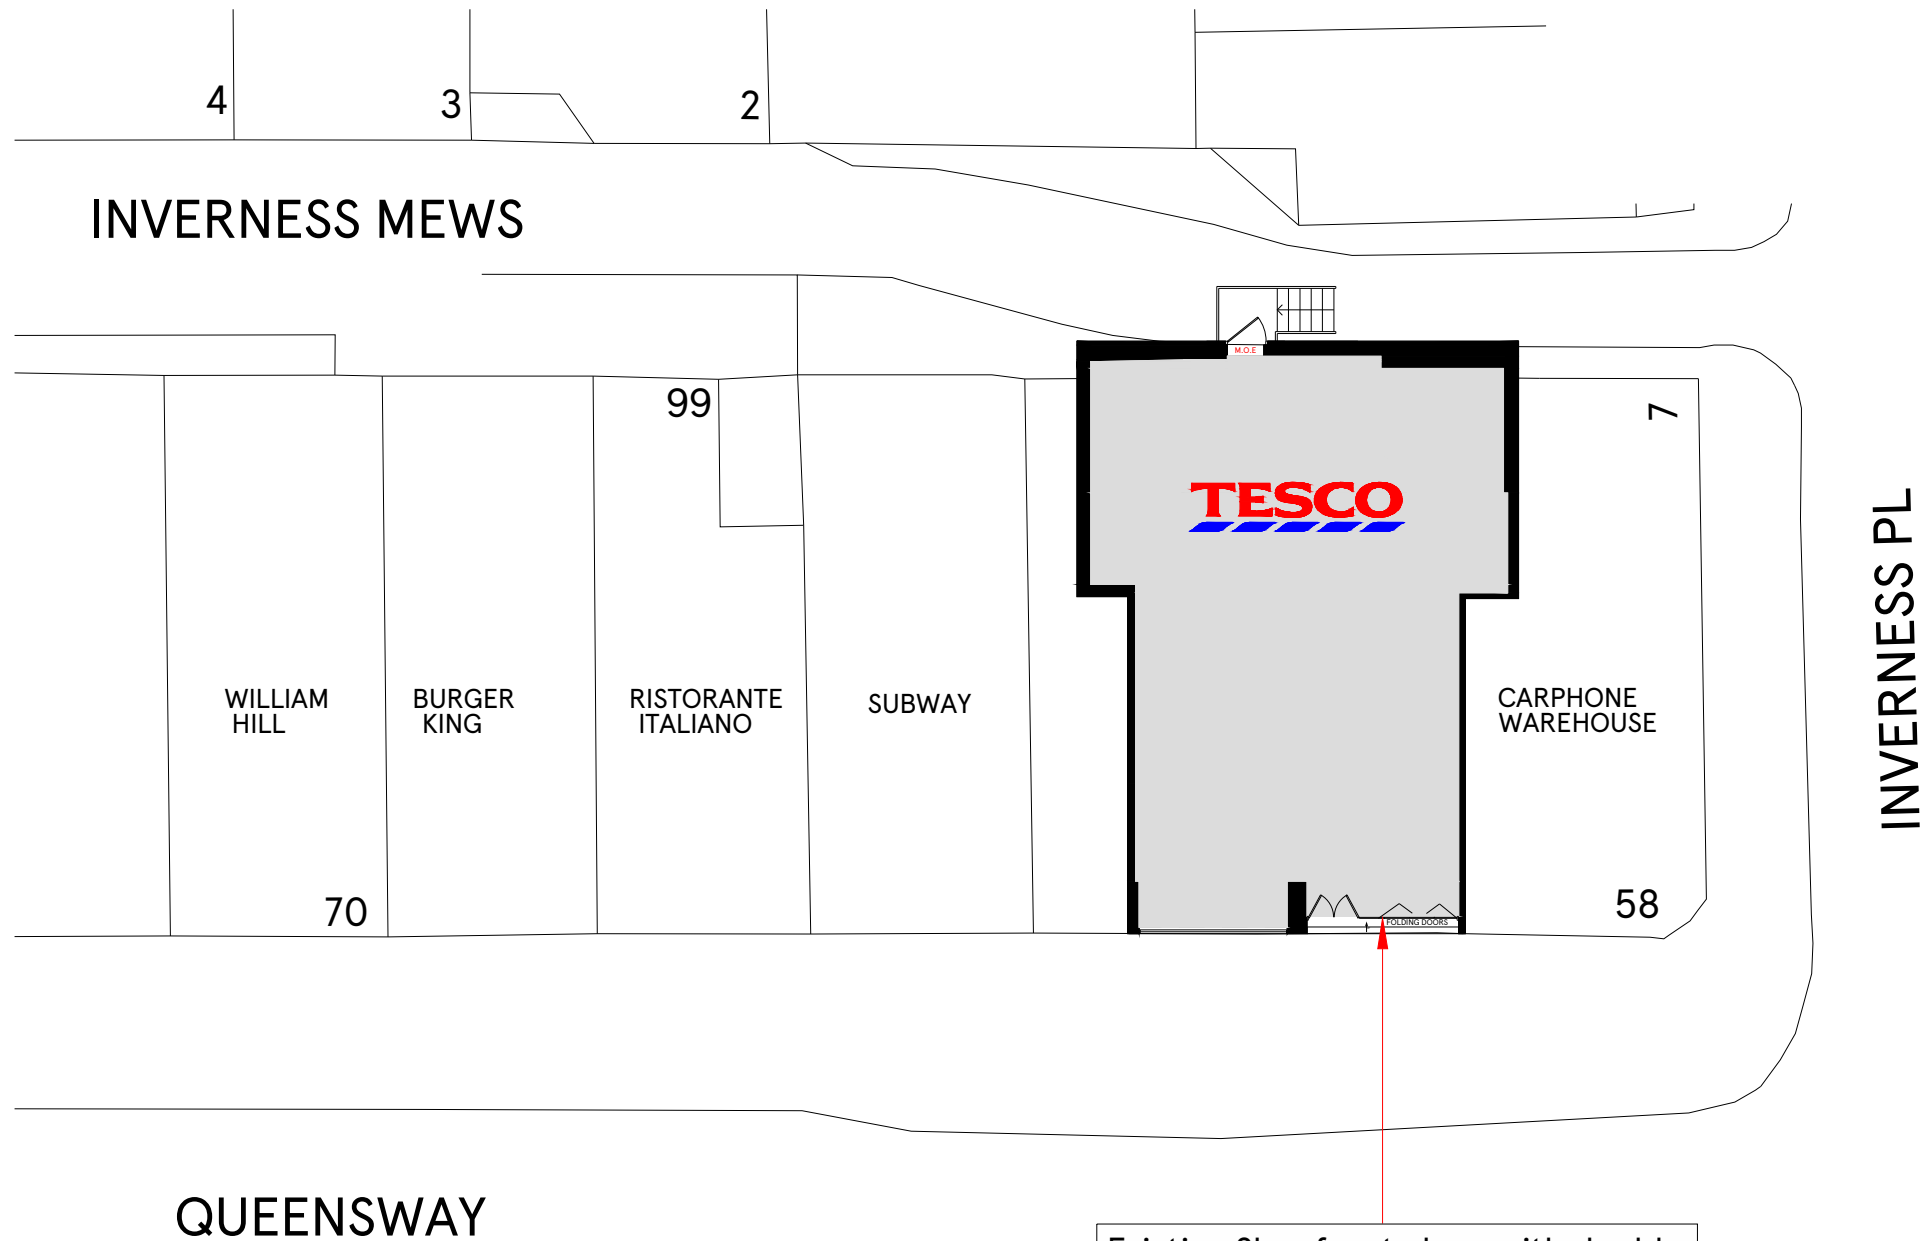 4
3
2
INVERNESS MEWS
M.O.E
99
7
TESCO
INVERNESS PL
WILLIAM
HILL
BURGER
KING
RISTORANTE
ITALIANO
SUBWAY
CARPHONE
WAREHOUSE
70
58
FOLDING DOORS
QUEENSWAY